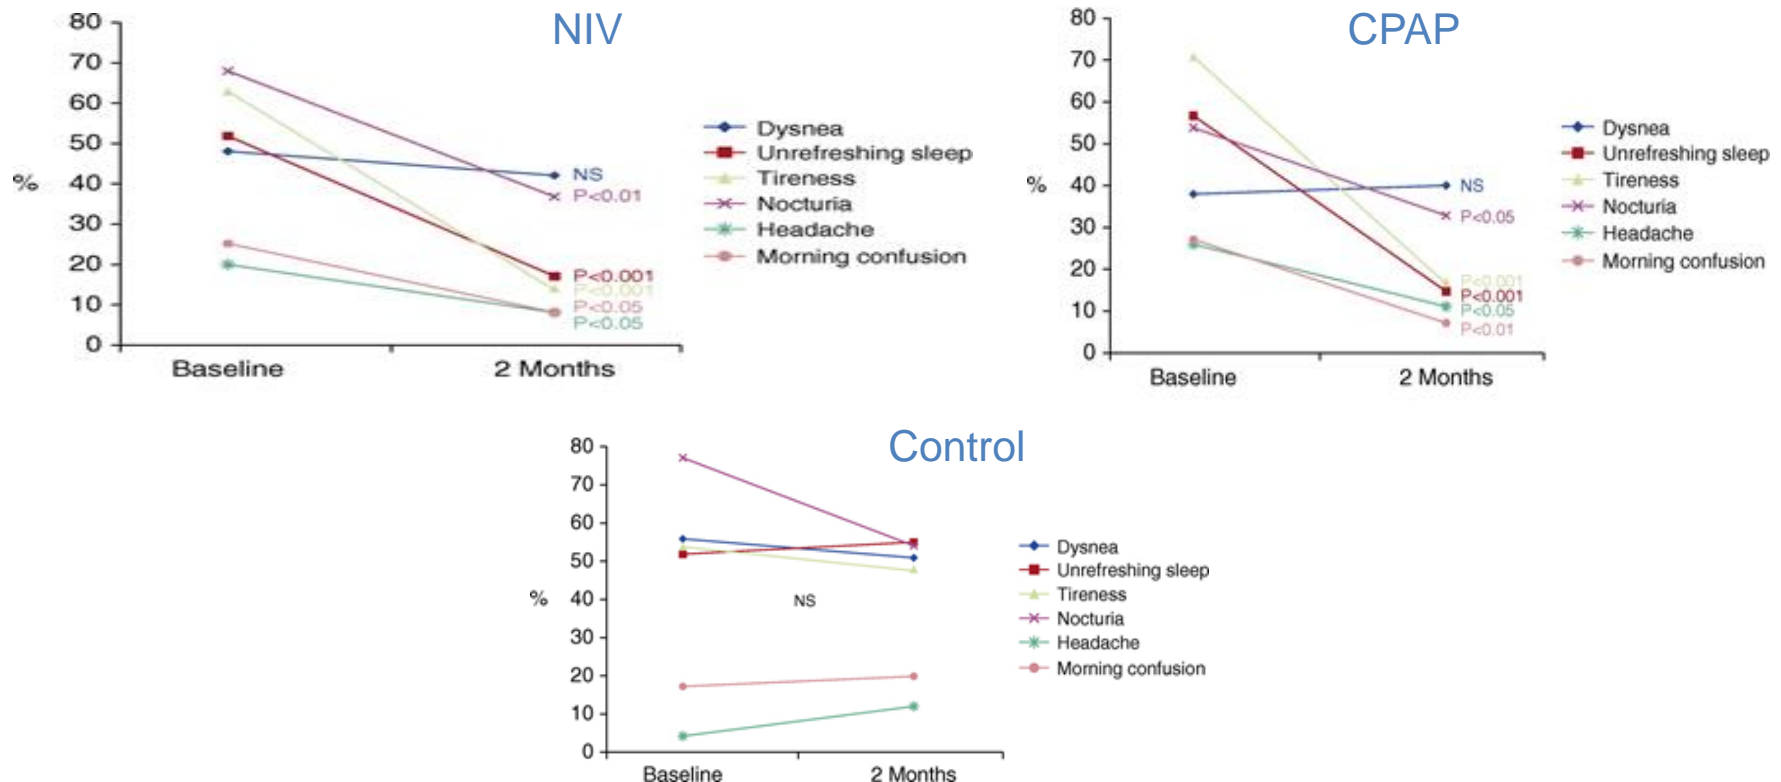 NIV
80
70
60
50
40
30
20
10
0
%
Baseline
2 Months
NS
P<0.01
P<0.001
P<0.001
P<0.05
P<0.05
Dysnea
Unrefreshing sleep
Tireness
Nocturia
Headache
Morning confusion
CPAP
80
70
60
50
40
30
20
10
0
%
Baseline
2 Months
NS
P<0.05
P<0.001
P<0.001
P<0.05
P<0.01
Dysnea
Unrefreshing sleep
Tireness
Nocturia
Headache
Morning confusion
Control
80
70
60
50
40
30
20
10
0
%
NS
Baseline
2 Months
Dysnea
Unrefreshing sleep
Tireness
Nocturia
Headache
Morning confusion